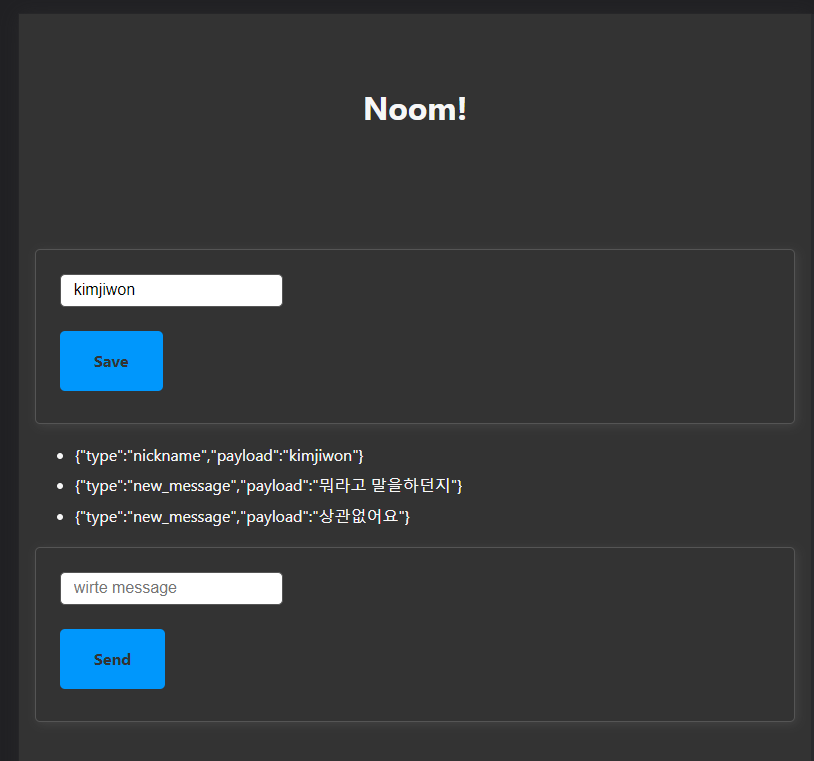 Noom!
kimjiwon
Save
{"type":"nickname","payload":"kimjiwon"}
{"type":"new_message","payload":"뭐라고 말을하던지"}
{"type":"new_message","payload":"상관없어요"}
wirte message
Send